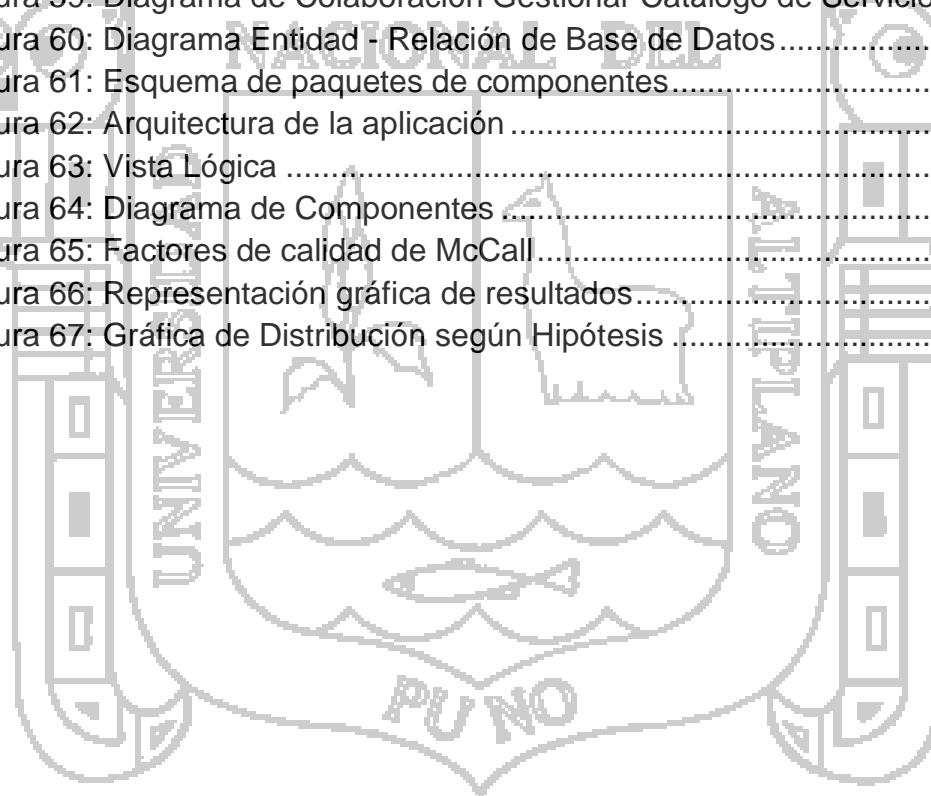 ura 59: Diagrama de Colaboración Gestionar Catálogo de Servicio
ura 60: Diagrama Entidad - Relación de Base de Datos
ura 61: Esquema de paquetes de componentes
ura 62: Arquitectura de la aplicación
ura 63: Vista Lógica
ura 64: Diagrama de Componentes
ura 65: Factores de calidad de McCall
ura 66: Representación gráfica de resultados
ura 67: Gráfica de Distribución según Hipótesis
UNIVERSIDAD
NACIONAL DEL
ALTIPLANO
PUNO